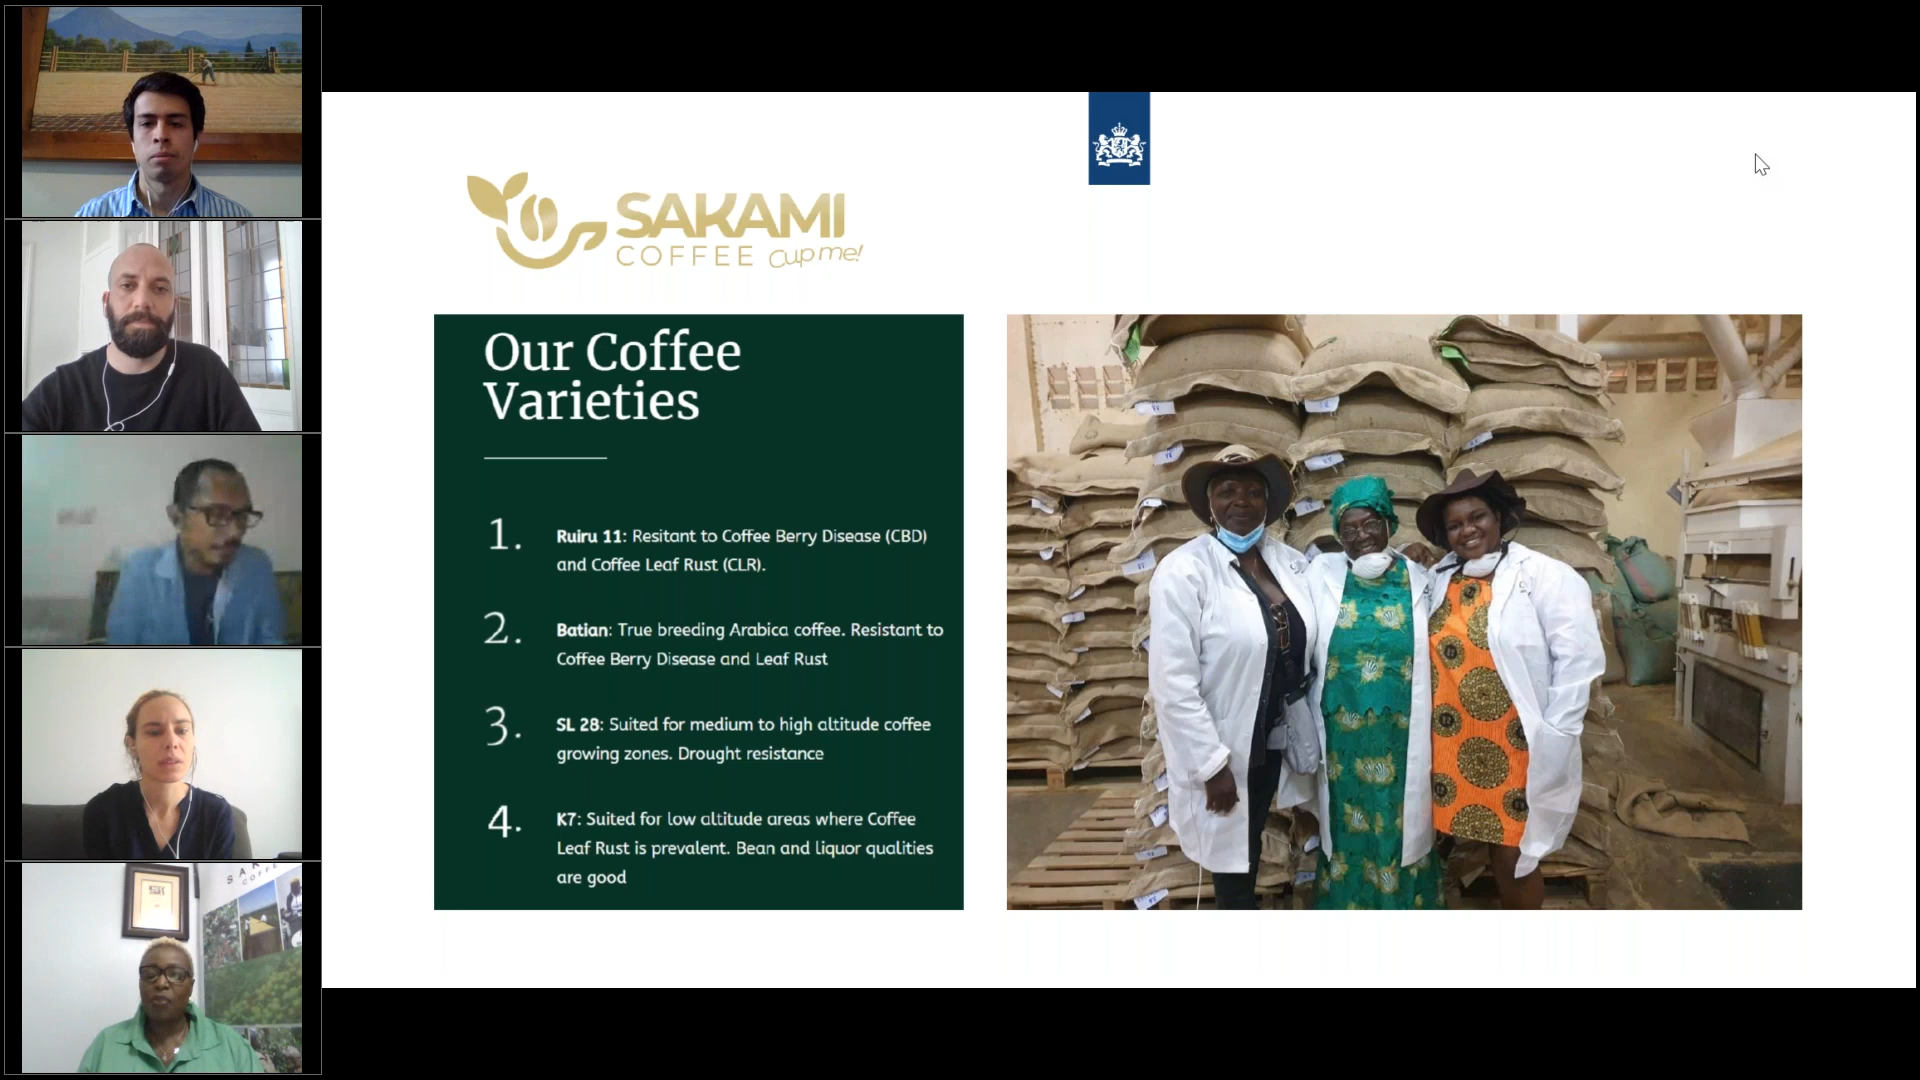 SAKAMI
COFFEE Cup me!
Our Coffee
Varieties
1. Ruiru 11: Resitant to Coffee Berry Disease (CBD)
and Coffee Leaf Rust (CLR).
2. Batian: True breeding Arabica coffee. Resistant to
Coffee Berry Disease and Leaf Rust
3. SL 28: Suited for medium to high altitude coffee
growing zones. Drought resistance
4. K7: Suited for low altitude areas where Coffee
Leaf Rust is prevalent. Bean and liquor qualities
are good